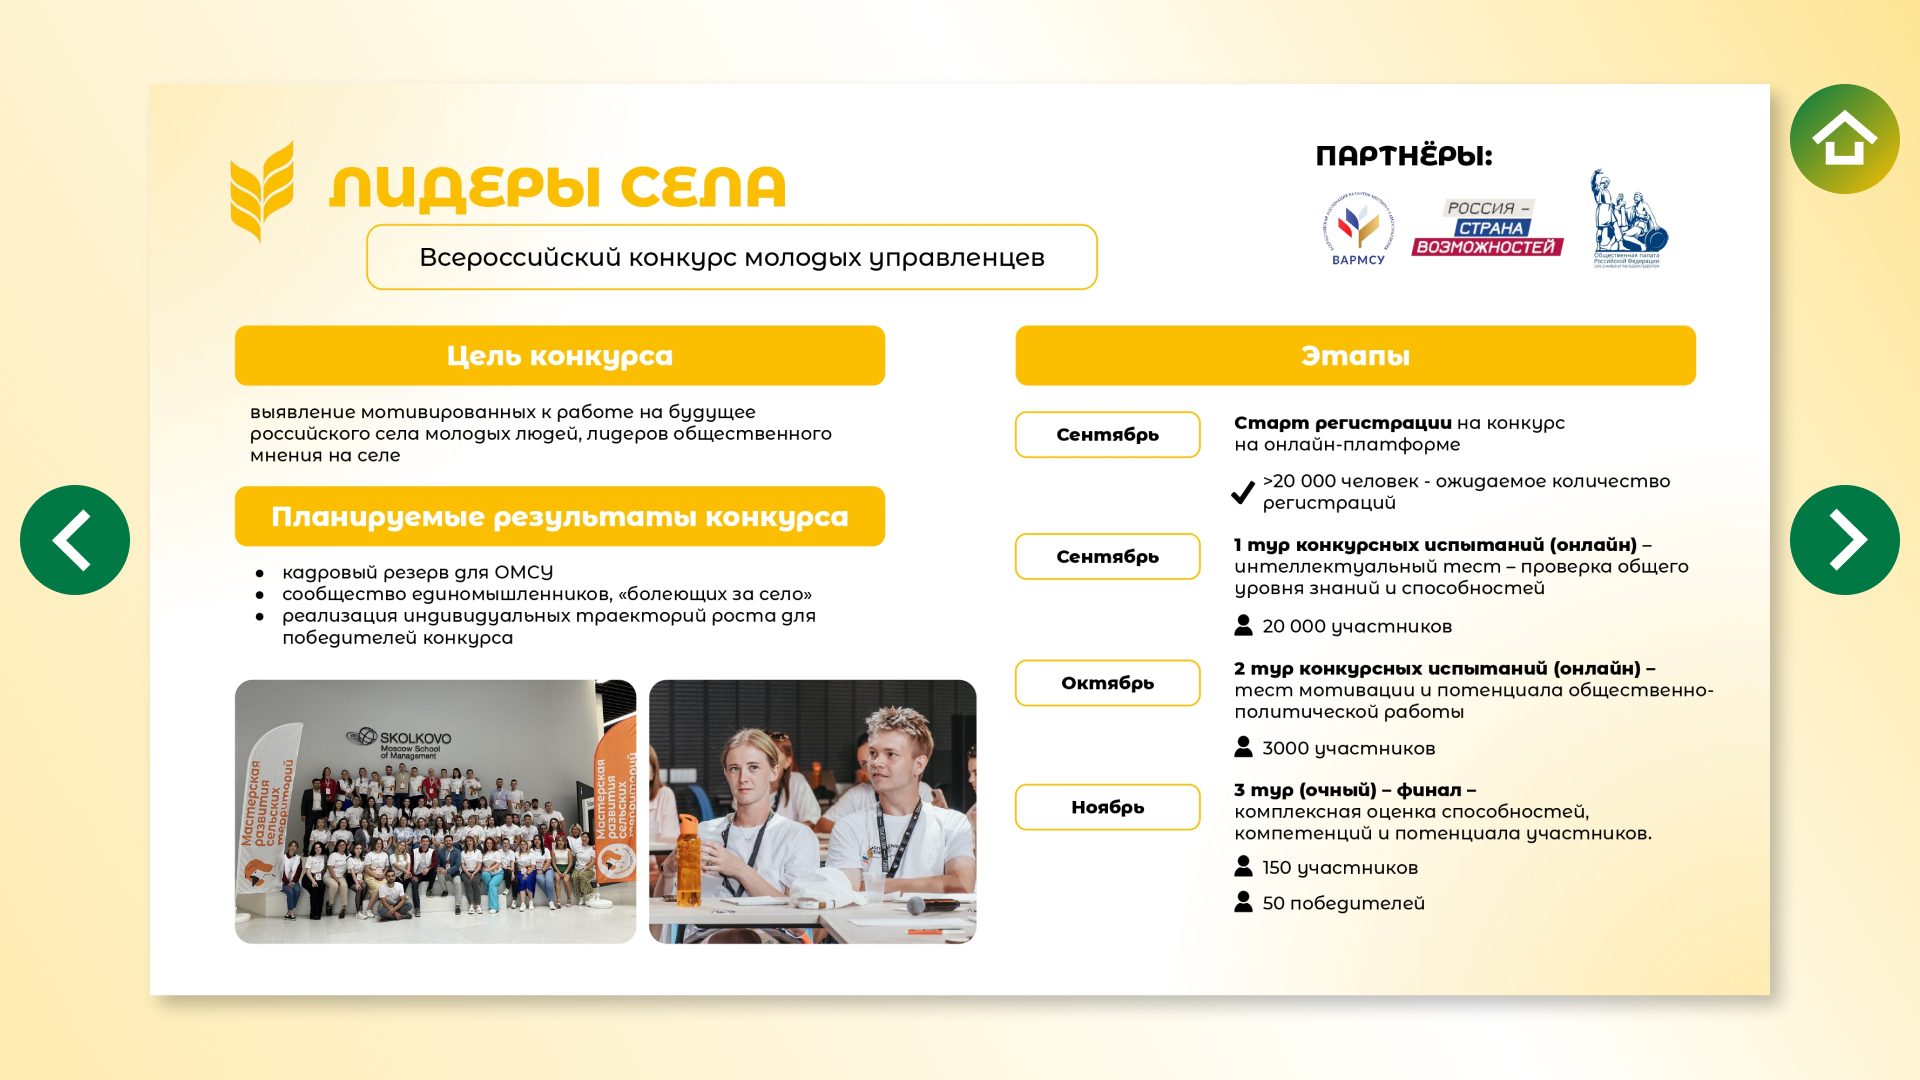 ЛИДЕРЫ СЕЛА
Всероссийский конкурс молодых управленцев
ПАРТНЁРЫ:
ВАРМСУ
РОССИЯ –
СТРАНА
ВОЗМОЖНОСТЕЙ
Общественная палата
Российской Федерации
Цель конкурса
выявление мотивированных к работе на будущее
российского села молодых людей, лидеров общественного
мнения на селе
Планируемые результаты конкурса
● кадровый резерв для ОМСУ
● сообщество единомышленников, «болеющих за село»
● реализация индивидуальных траекторий роста для
победителей конкурса
SKOLKOVO
Moscow School
of Management
Мастерская
развития
сельских
территорий
Мастерская
развития
сельских
территорий
Этапы
Сентябрь
Старт регистрации на конкурс
на онлайн-платформе
>20 000 человек - ожидаемое количество
регистраций
Сентябрь
1 тур конкурсных испытаний (онлайн) –
интеллектуальный тест – проверка общего
уровня знаний и способностей
20 000 участников
Октябрь
2 тур конкурсных испытаний (онлайн) –
тест мотивации и потенциала общественно-
политической работы
3000 участников
Ноябрь
3 тур (очный) – финал –
комплексная оценка способностей,
компетенций и потенциала участников.
150 участников
50 победителей